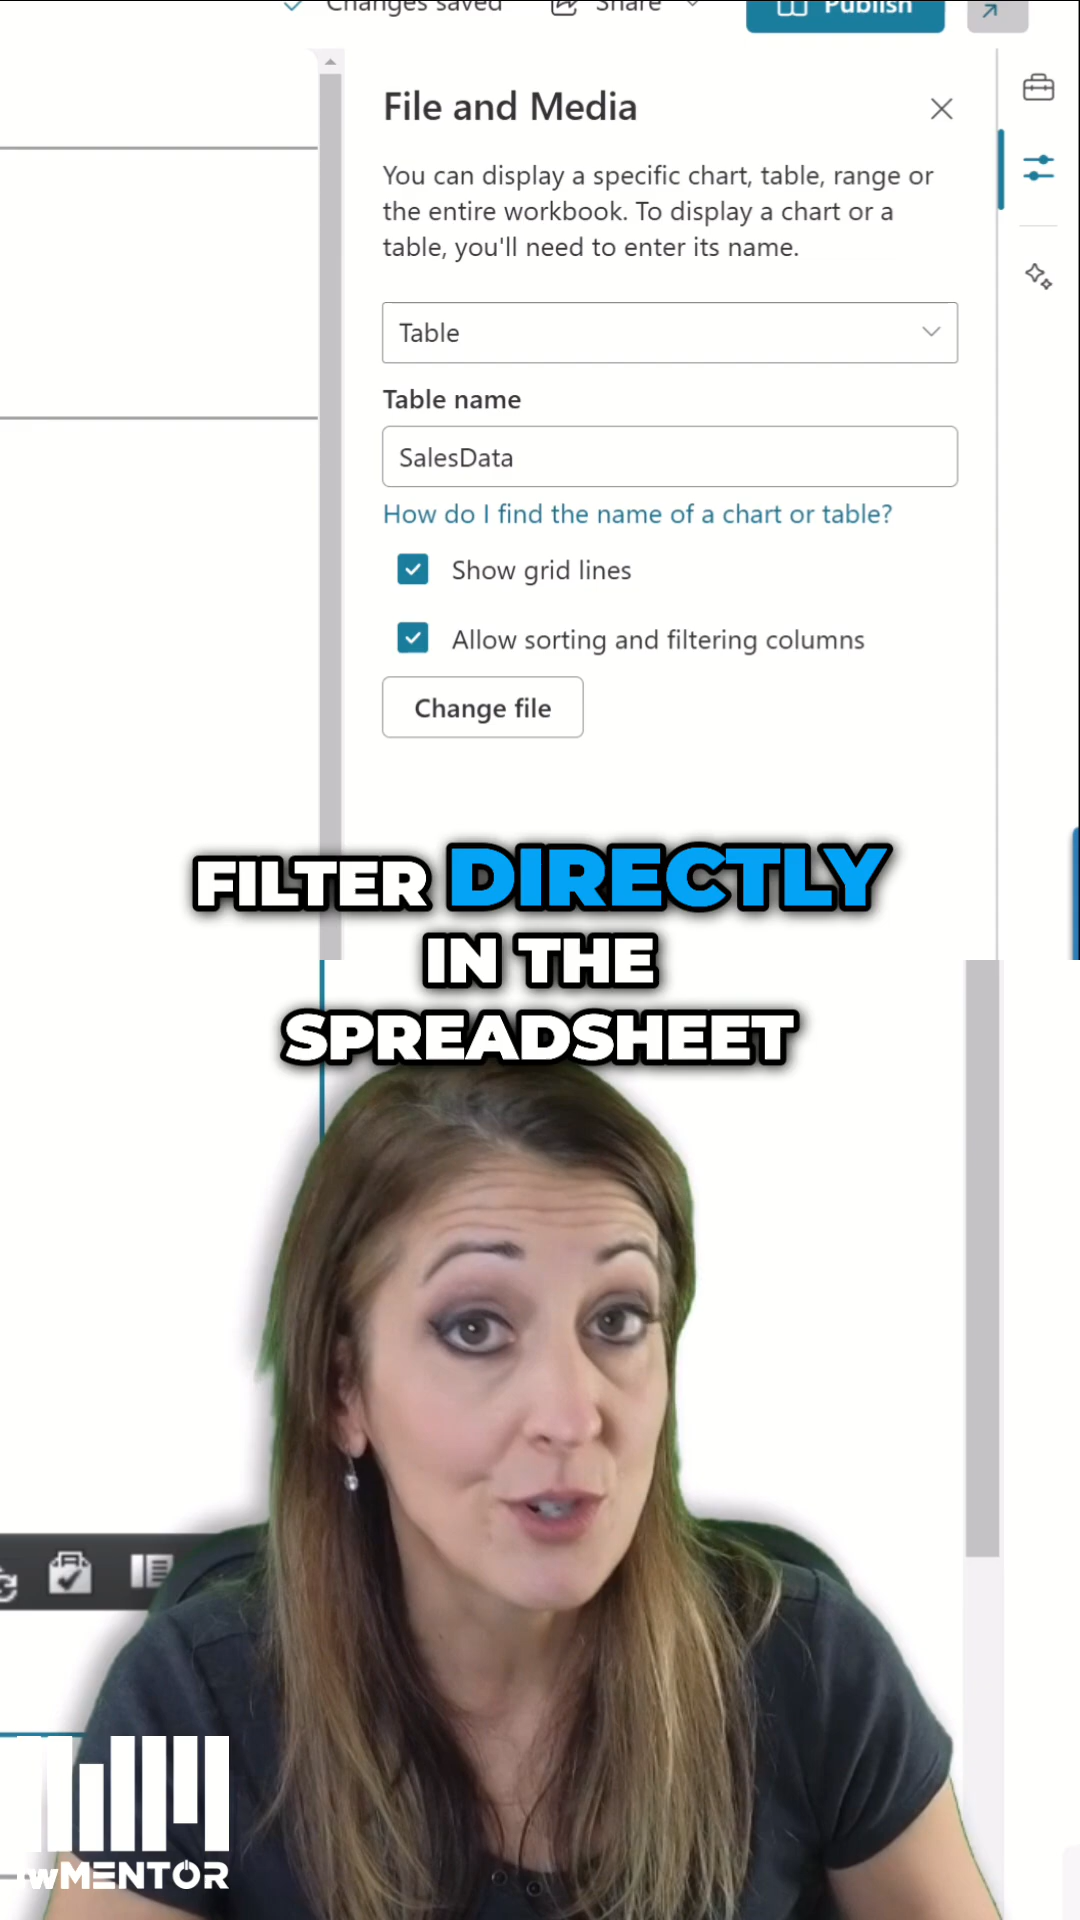 Changes saved
Share
Publish
File and Media
You can display a specific chart, table, range or
the entire workbook. To display a chart or a
table, you'll need to enter its name.
Table
Table name
SalesData
How do I find the name of a chart or table?
Show grid lines
Allow sorting and filtering columns
Change file
FILTER DIRECTLY
IN THE
SPREADSHEET
iwMENTOR